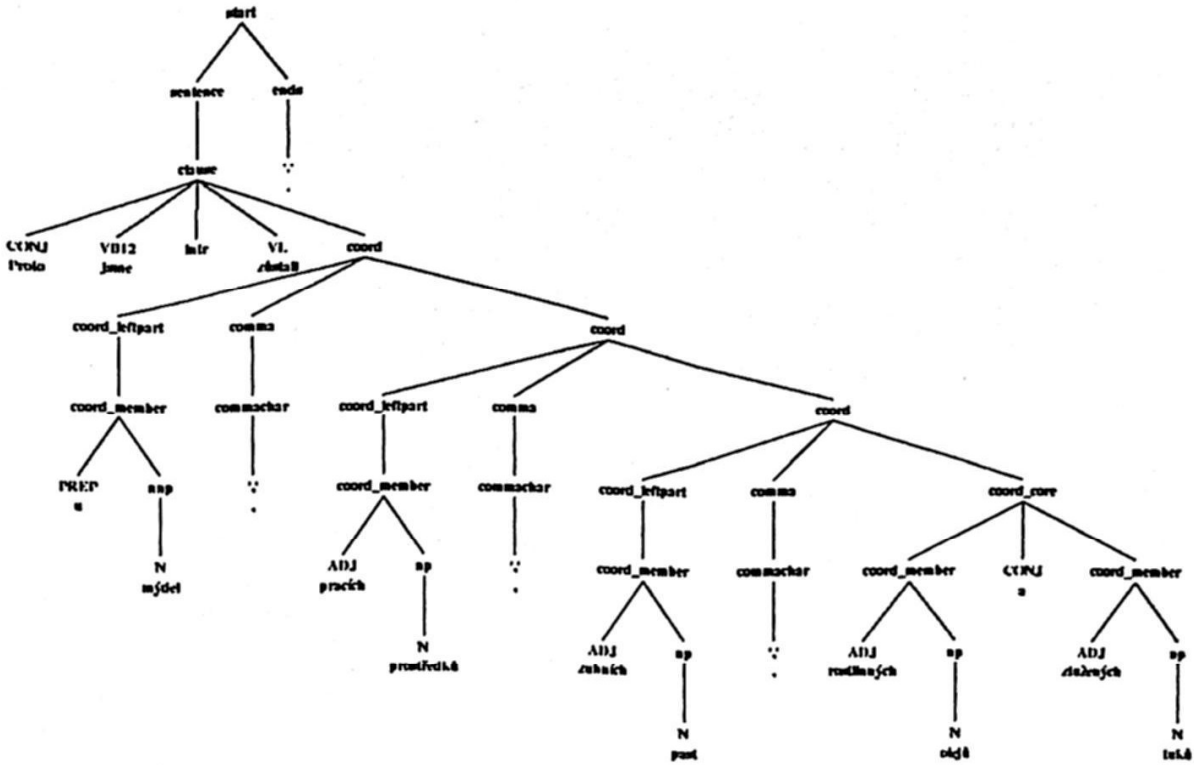 start
sentence ends
clause
CONJ VB12 intr VL coord
Proto jsme zůstali
coord_leftpart comma coord
coord_member commachar coord_leftpart comma coord
PREP nnp "," coord_member commachar coord_leftpart comma coord_core
u
N ADJ np "," coord_member commachar coord_member CONJ coord_member
mýdel pracích a
N ADJ np "," ADJ np ADJ np
prostředků zubních rostlinných ztužených
N N N
past olejů tuků